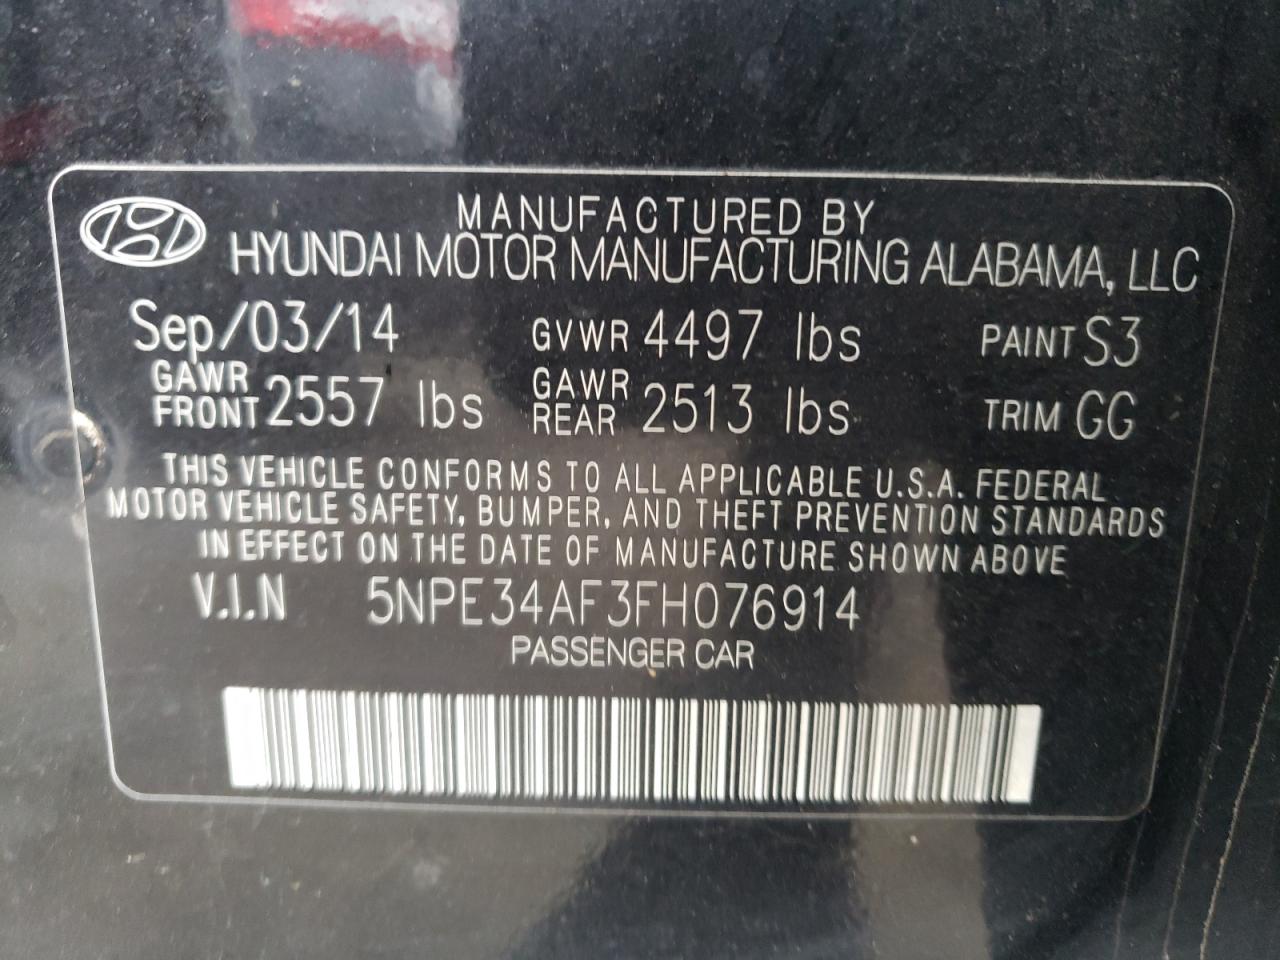 MANUFACTURED BY
HYUNDAI MOTOR MANUFACTURING ALABAMA, LLC
Sep/03/14 GVWR 4497 lbs PAINT S3
GAWR FRONT 2557 lbs GAWR REAR 2513 lbs TRIM GG
THIS VEHICLE CONFORMS TO ALL APPLICABLE U.S.A. FEDERAL
MOTOR VEHICLE SAFETY, BUMPER, AND THEFT PREVENTION STANDARDS
IN EFFECT ON THE DATE OF MANUFACTURE SHOWN ABOVE
V.I.N 5NPE34AF3FH076914
PASSENGER CAR